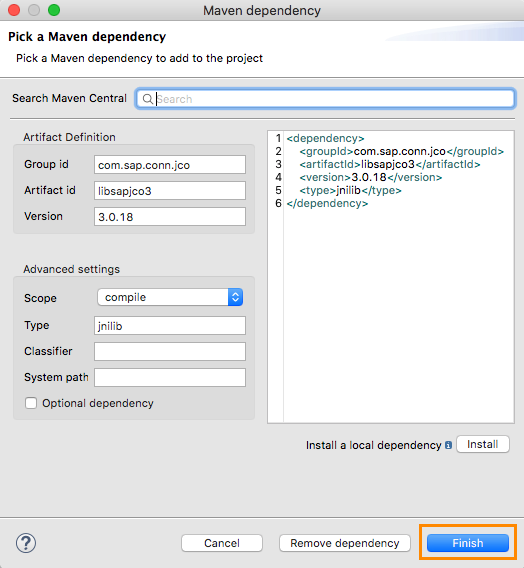 Maven dependency
Pick a Maven dependency
Pick a Maven dependency to add to the project
Search Maven Central Search
Artifact Definition
Group id com.sap.conn.jco
Artifact id libsapjco3
Version 3.0.18
1 <dependency>
2 <groupId>com.sap.conn.jco</groupId>
3 <artifactId>libsapjco3</artifactId>
4 <version>3.0.18</version>
5 <type>jnilib</type>
6 </dependency>
Advanced settings
Scope compile
Type jnilib
Classifier
System path
Optional dependency
Install a local dependency i Install
? Cancel Remove dependency Finish